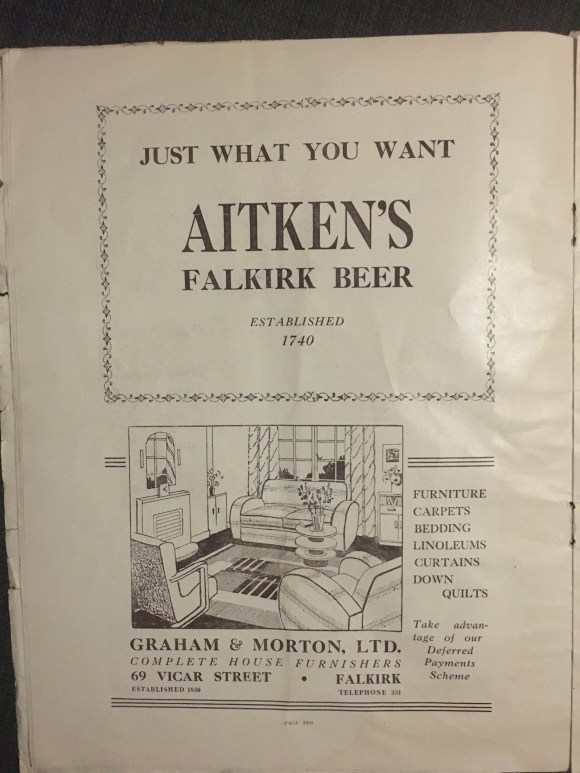 JUST WHAT YOU WANT
AITKEN'S
FALKIRK BEER
ESTABLISHED
1740
FURNITURE
CARPETS
BEDDING
LINOLEUMS
CURTAINS
DOWN
QUILTS
Take advan-
tage of our
Deferred
Payments
Scheme
GRAHAM & MORTON, LTD.
COMPLETE HOUSE FURNISHERS
69 VICAR STREET • FALKIRK
ESTABLISHED 1830 TELEPHONE 331
PAGE